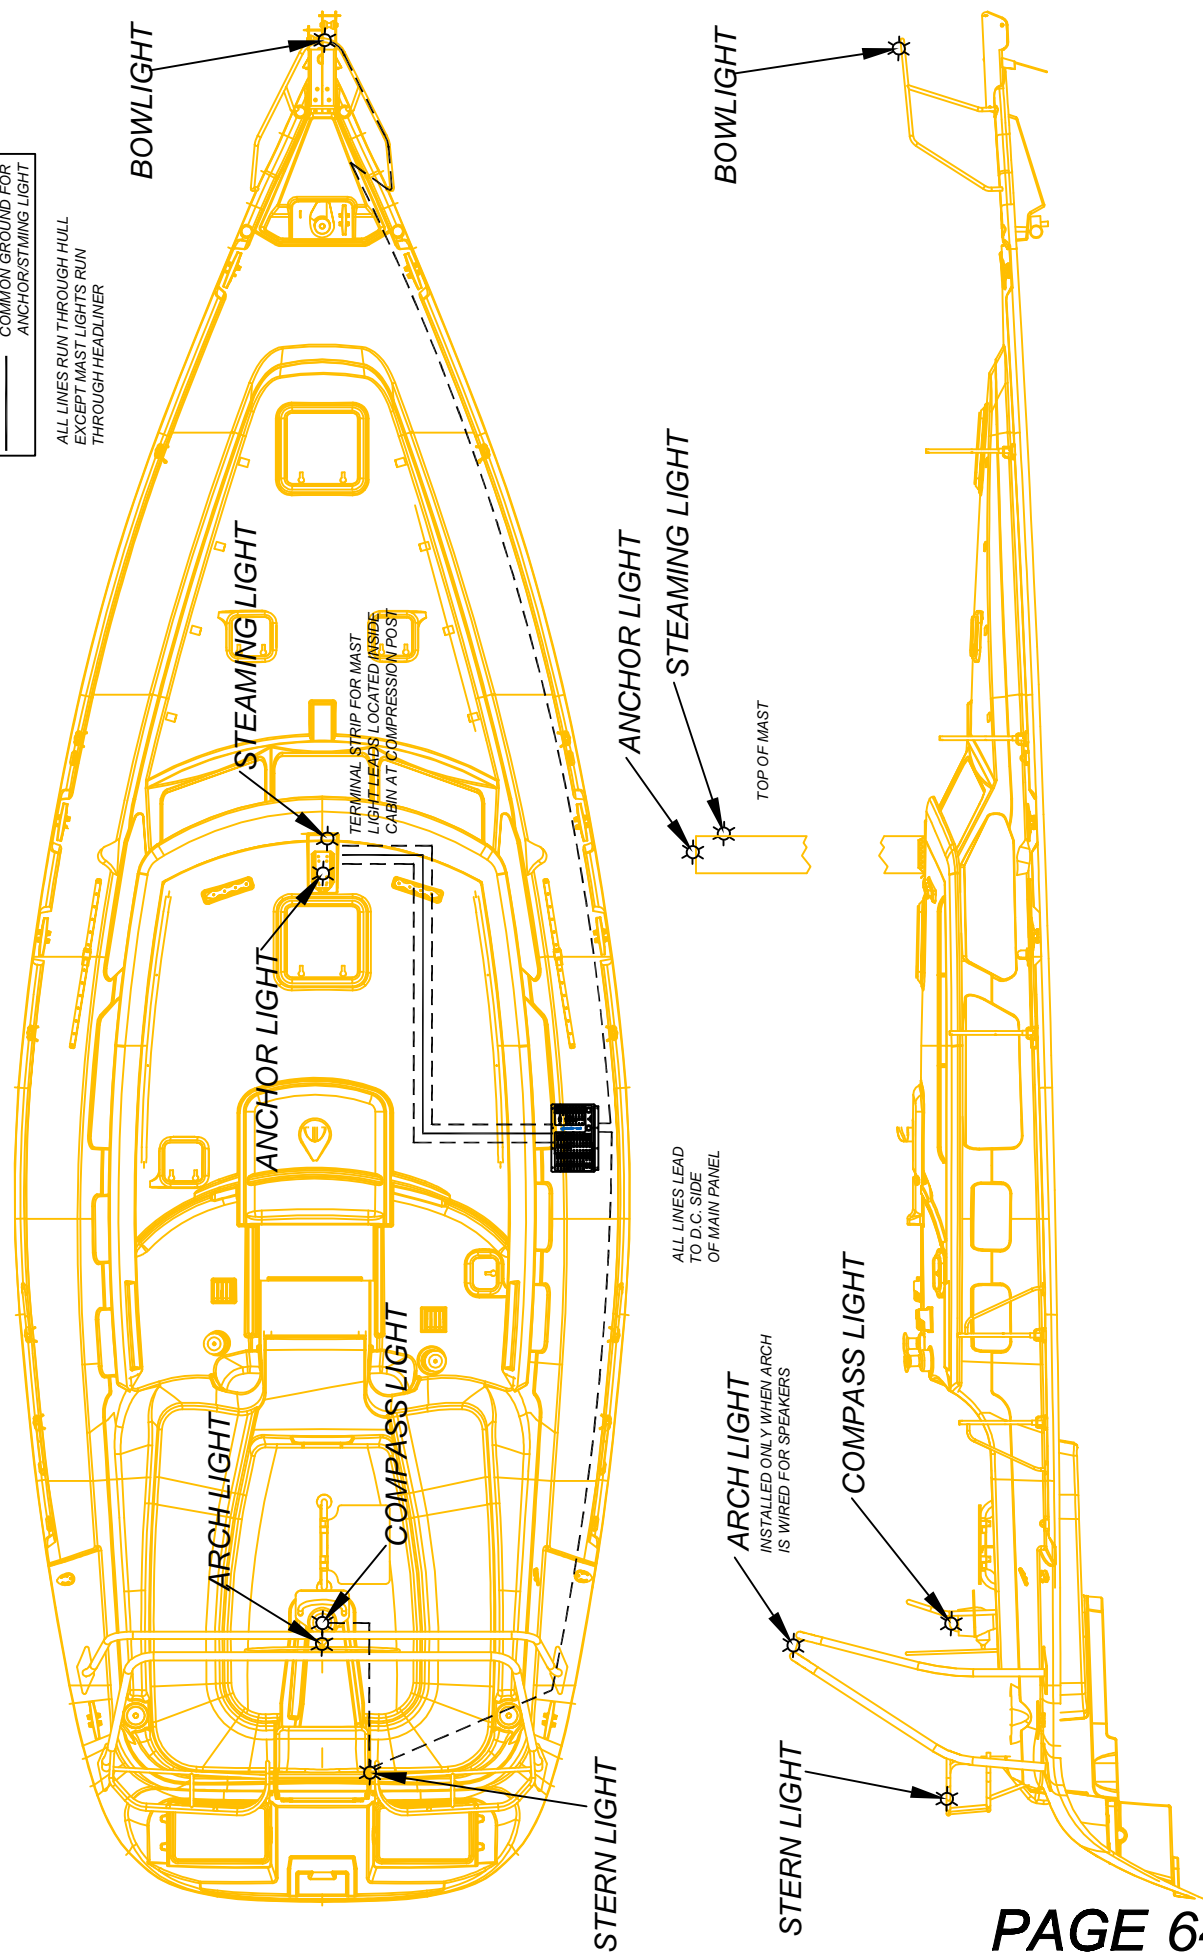 COMMON GROUND FOR
ANCHOR/STMING LIGHT
ALL LINES RUN THROUGH HULL
EXCEPT MAST LIGHTS RUN
THROUGH HEADLINER
BOWLIGHT
STEAMING LIGHT
TERMINAL STRIP FOR MAST
LIGHT LEADS LOCATED INSIDE
CABIN AT COMPRESSION POST
ANCHOR LIGHT
ARCH LIGHT
COMPASS LIGHT
STERN LIGHT
BOWLIGHT
ANCHOR LIGHT
STEAMING LIGHT
TOP OF MAST
ALL LINES LEAD
TO D.C. SIDE
OF MAIN PANEL
ARCH LIGHT
INSTALLED ONLY WHEN ARCH
IS WIRED FOR SPEAKERS
COMPASS LIGHT
STERN LIGHT
PAGE 6